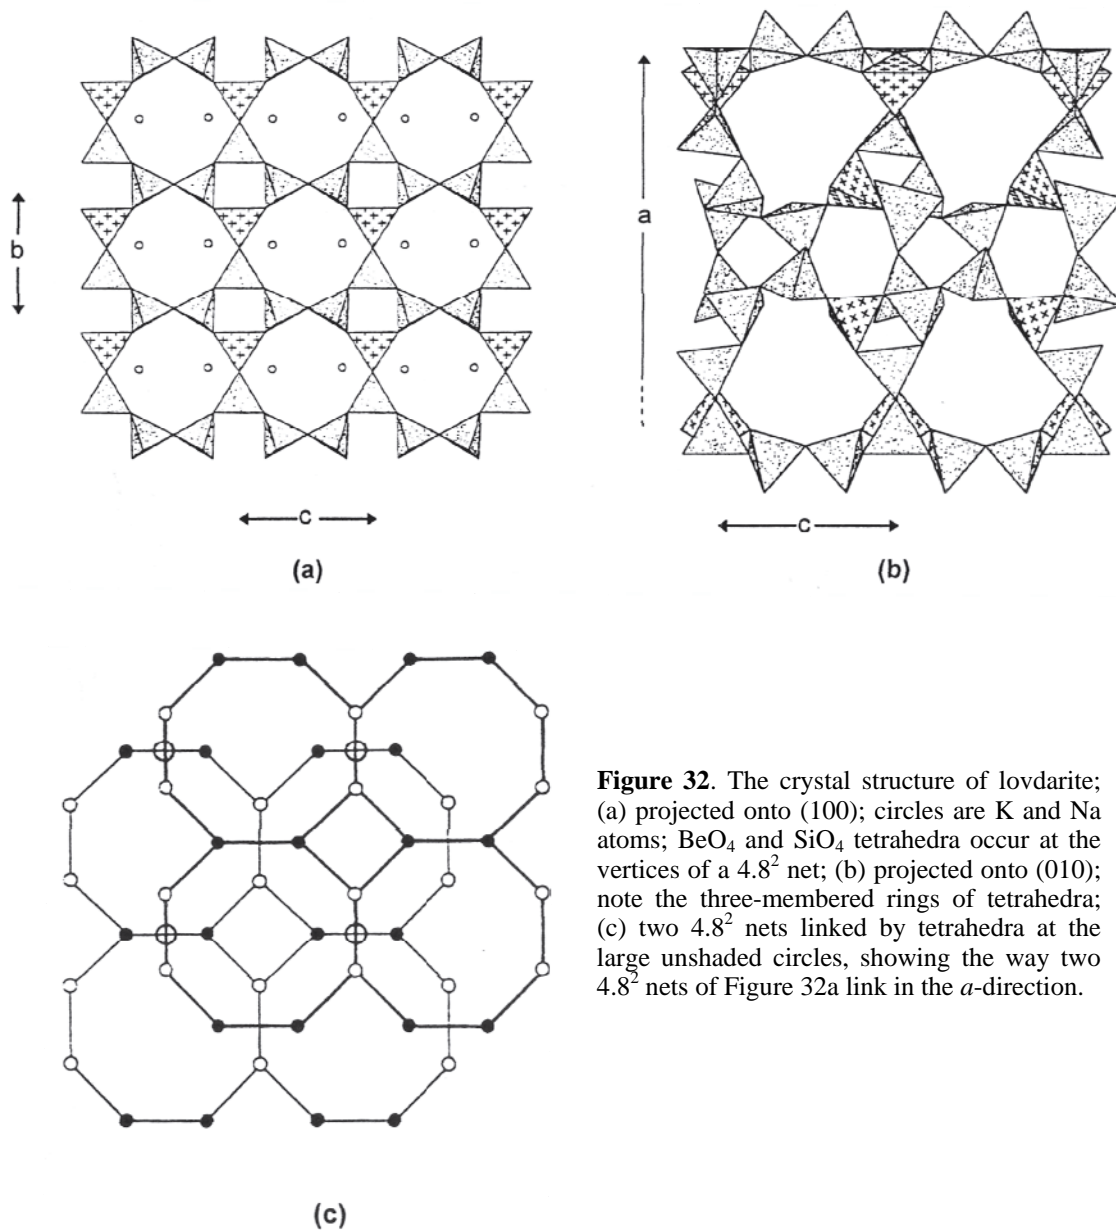 b
c
(a)
a
c
(b)
(c)
Figure 32. The crystal structure of lovdarite;
(a) projected onto (100); circles are K and Na
atoms; BeO₄ and SiO₄ tetrahedra occur at the
vertices of a 4.8² net; (b) projected onto (010);
note the three-membered rings of tetrahedra;
(c) two 4.8² nets linked by tetrahedra at the
large unshaded circles, showing the way two
4.8² nets of Figure 32a link in the a-direction.